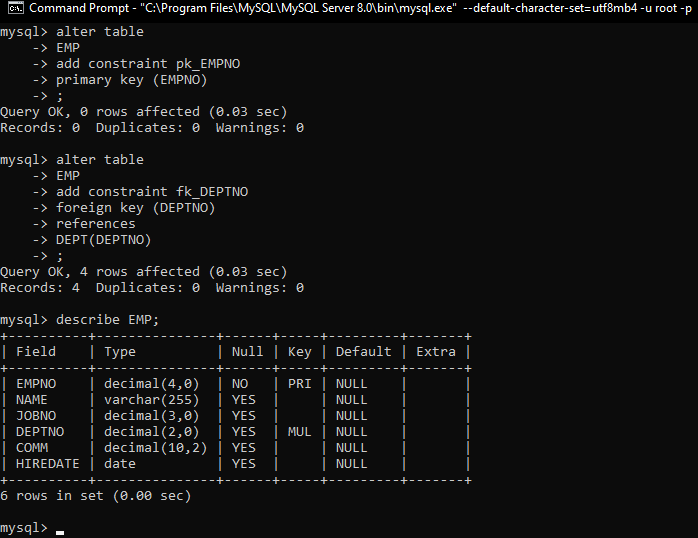 Command Prompt - "C:\Program Files\MySQL\MySQL Server 8.0\bin\mysql.exe"  --default-character-set=utf8mb4 -u root -p
mysql> alter table
    -> EMP
    -> add constraint pk_EMPNO
    -> primary key (EMPNO)
    -> ;
Query OK, 0 rows affected (0.03 sec)
Records: 0  Duplicates: 0  Warnings: 0
mysql> alter table
    -> EMP
    -> add constraint fk_DEPTNO
    -> foreign key (DEPTNO)
    -> references
    -> DEPT(DEPTNO)
    -> ;
Query OK, 4 rows affected (0.03 sec)
Records: 4  Duplicates: 0  Warnings: 0
mysql> describe EMP;
+----------+---------------+------+-----+---------+-------+
| Field    | Type          | Null | Key | Default | Extra |
+----------+---------------+------+-----+---------+-------+
| EMPNO    | decimal(4,0)  | NO   | PRI | NULL    |       |
| NAME     | varchar(255)  | YES  |     | NULL    |       |
| JOBNO    | decimal(3,0)  | YES  |     | NULL    |       |
| DEPTNO   | decimal(2,0)  | YES  | MUL | NULL    |       |
| COMM     | decimal(10,2) | YES  |     | NULL    |       |
| HIREDATE | date          | YES  |     | NULL    |       |
+----------+---------------+------+-----+---------+-------+
6 rows in set (0.00 sec)
mysql> _